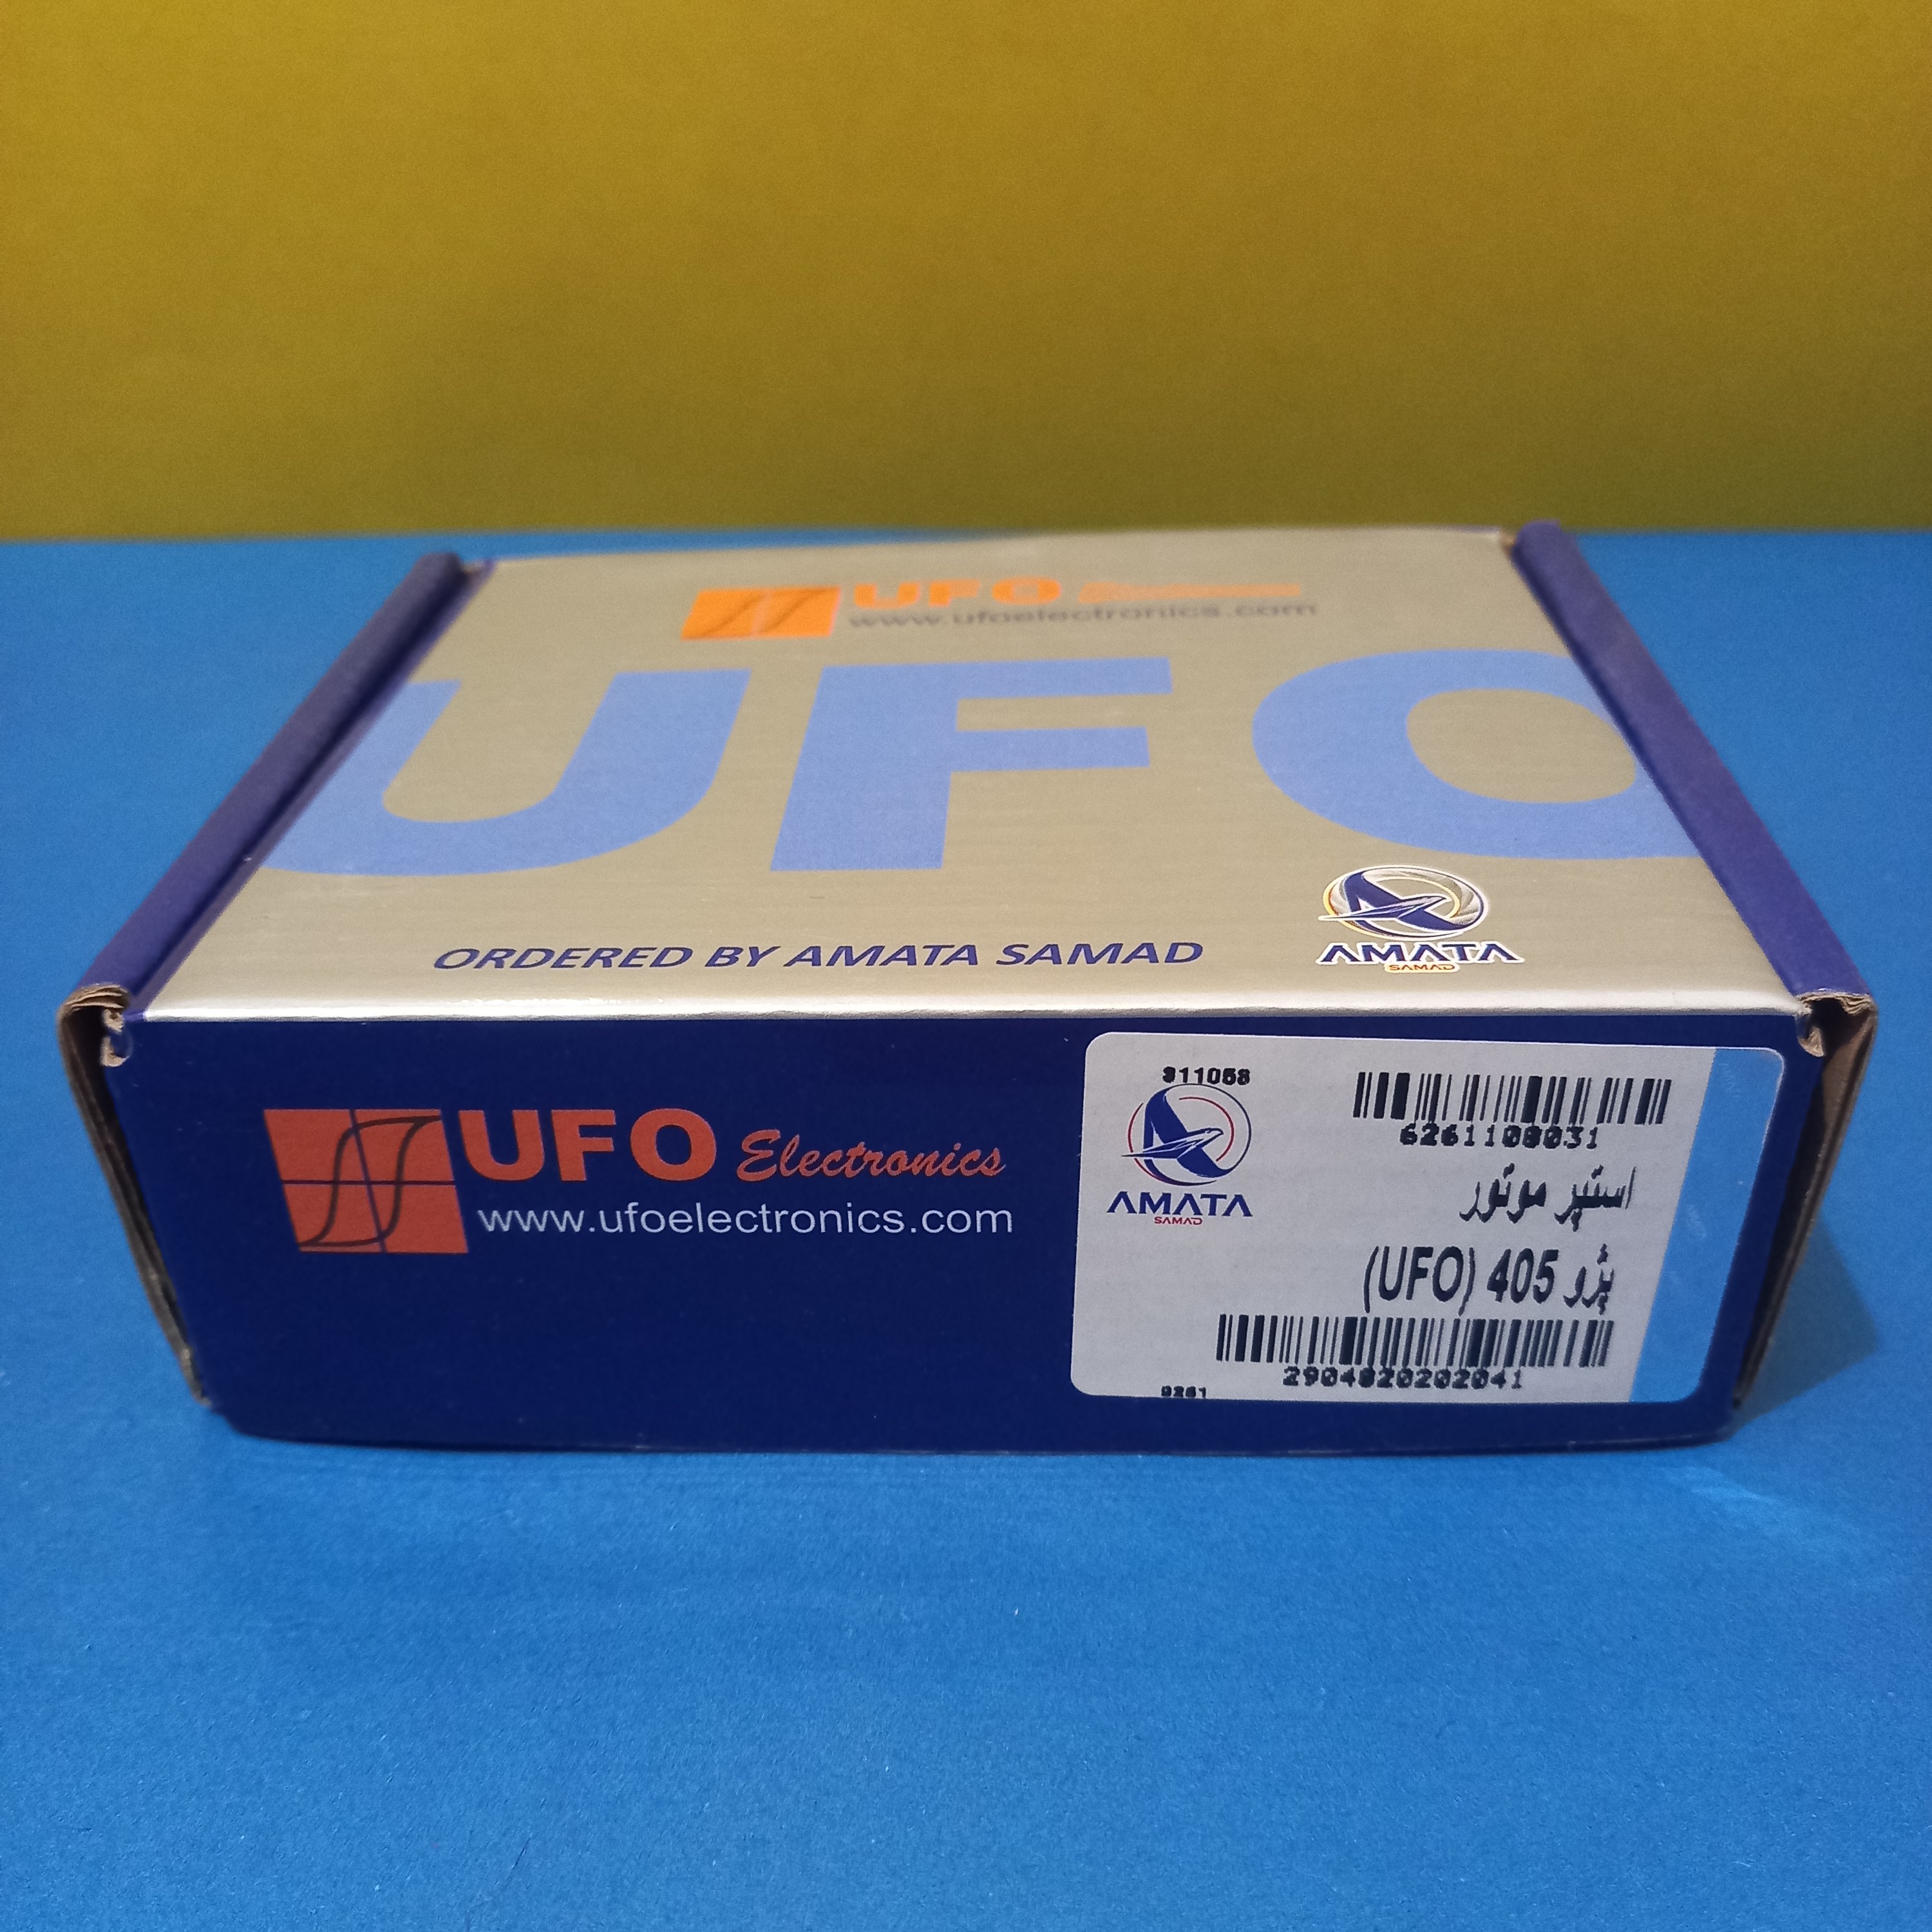 UFO
www.ufoelectronics.com
UFO
ORDERED BY AMATA SAMAD
AMATA
SAMAD
UFO Electronics
www.ufoelectronics.com
911058
AMATA
SAMAD
6261108031
استپر موتور
پژو 405 (UFO)
2904820202041
9261